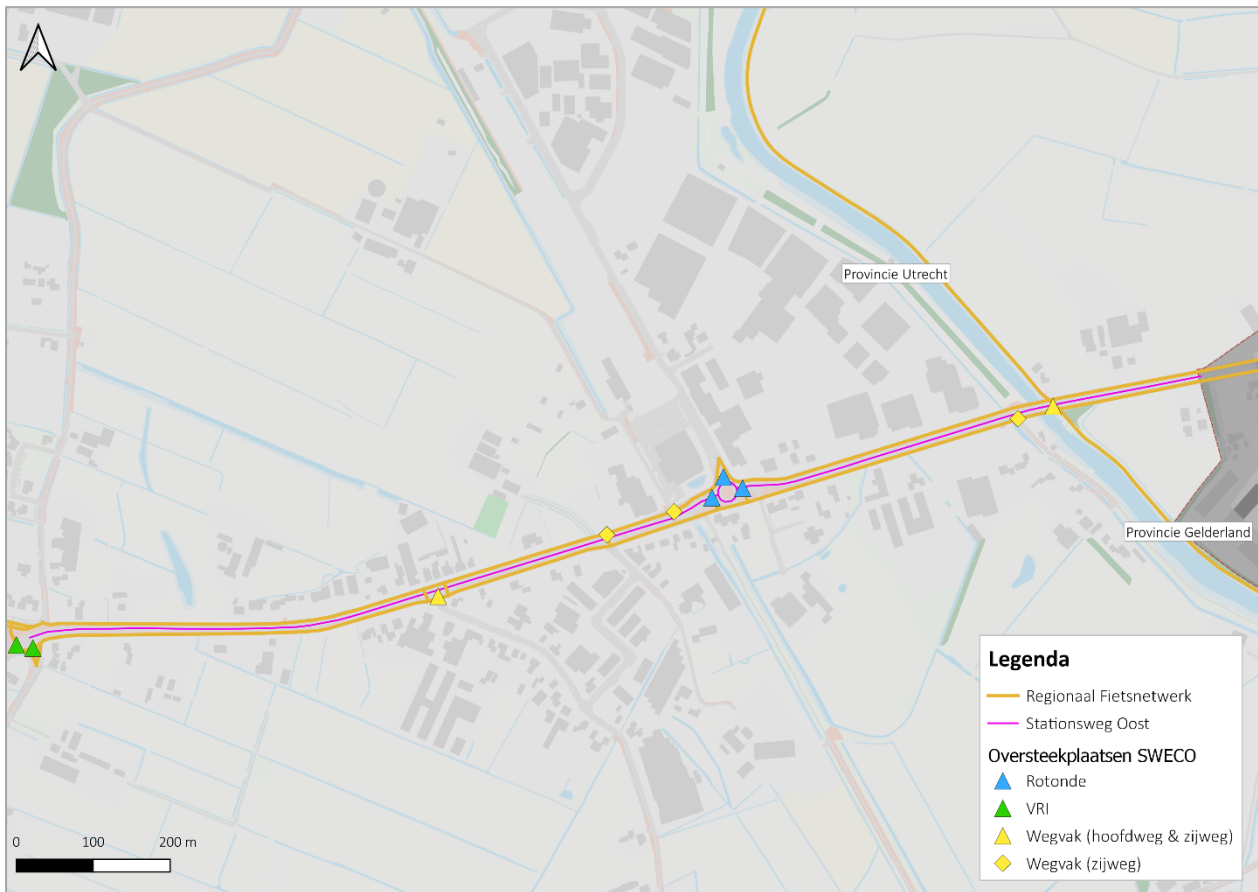 Provincie Utrecht
Provincie Gelderland
Legenda
Regionaal Fietsnetwerk
Stationsweg Oost
Oversteekplaatsen SWECO
Rotonde
VRI
Wegvak (hoofdweg & zijweg)
Wegvak (zijweg)
0 100 200 m